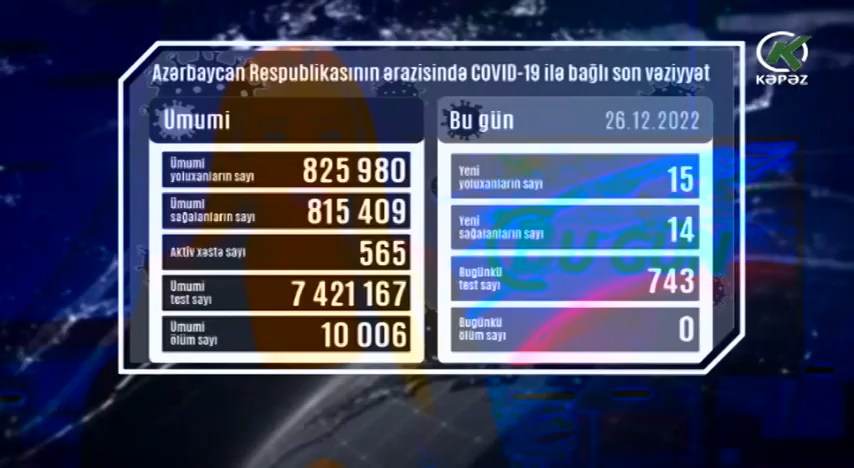 KƏPƏZ
Azərbaycan Respublikasının ərazisində COVID-19 ilə bağlı son vəziyyət
Ümumi
Ümumi
yoluxanların sayı
825 980
Ümumi
sağalanların sayı
815 409
Aktiv xəstə sayı
565
Ümumi
test sayı
7 421 167
Ümumi
ölüm sayı
10 006
Bu gün
26.12.2022
Yeni
yoluxanların sayı
15
Yeni
sağalanların sayı
14
Bugünkü
test sayı
743
Bugünkü
ölüm sayı
0
BU GÜN